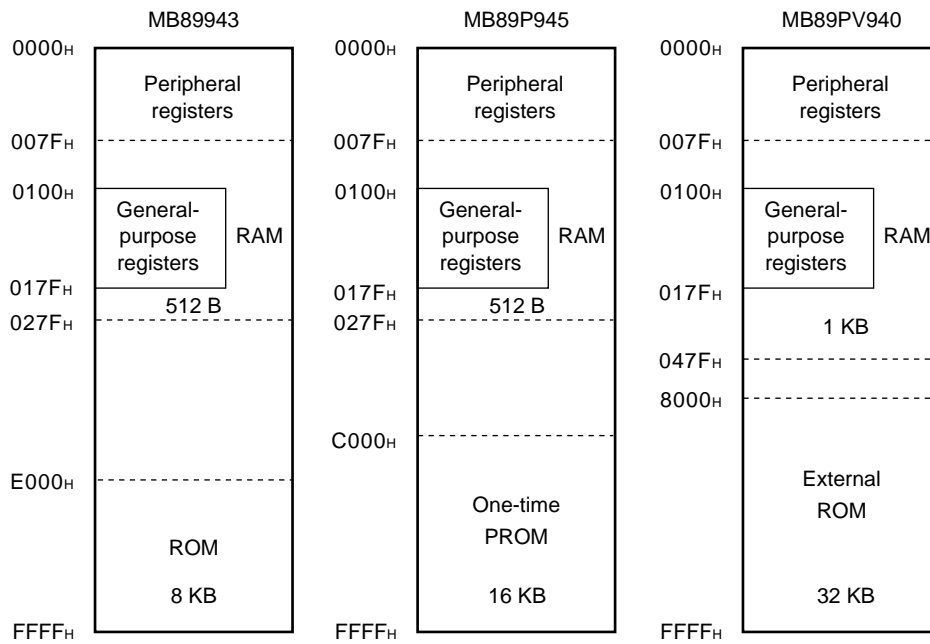 MB89943
0000H
Peripheral
registers
007FH
0100H
General-
purpose
registers
RAM
017FH
512 B
027FH
E000H
ROM
8 KB
FFFFH
MB89P945
0000H
Peripheral
registers
007FH
0100H
General-
purpose
registers
RAM
017FH
512 B
027FH
C000H
One-time
PROM
16 KB
FFFFH
MB89PV940
0000H
Peripheral
registers
007FH
0100H
General-
purpose
registers
RAM
017FH
1 KB
047FH
8000H
External
ROM
32 KB
FFFFH